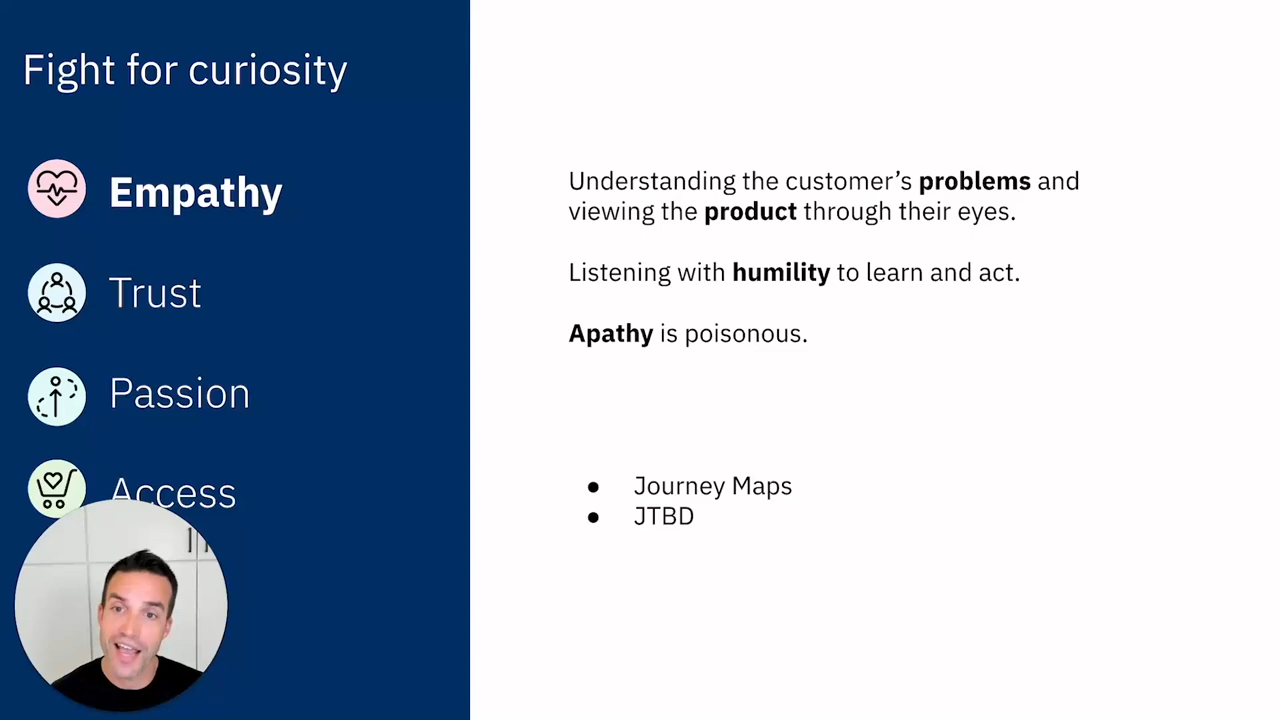 Fight for curiosity
Empathy
Trust
Passion
Access
Understanding the customer’s problems and
viewing the product through their eyes.
Listening with humility to learn and act.
Apathy is poisonous.
● Journey Maps
● JTBD